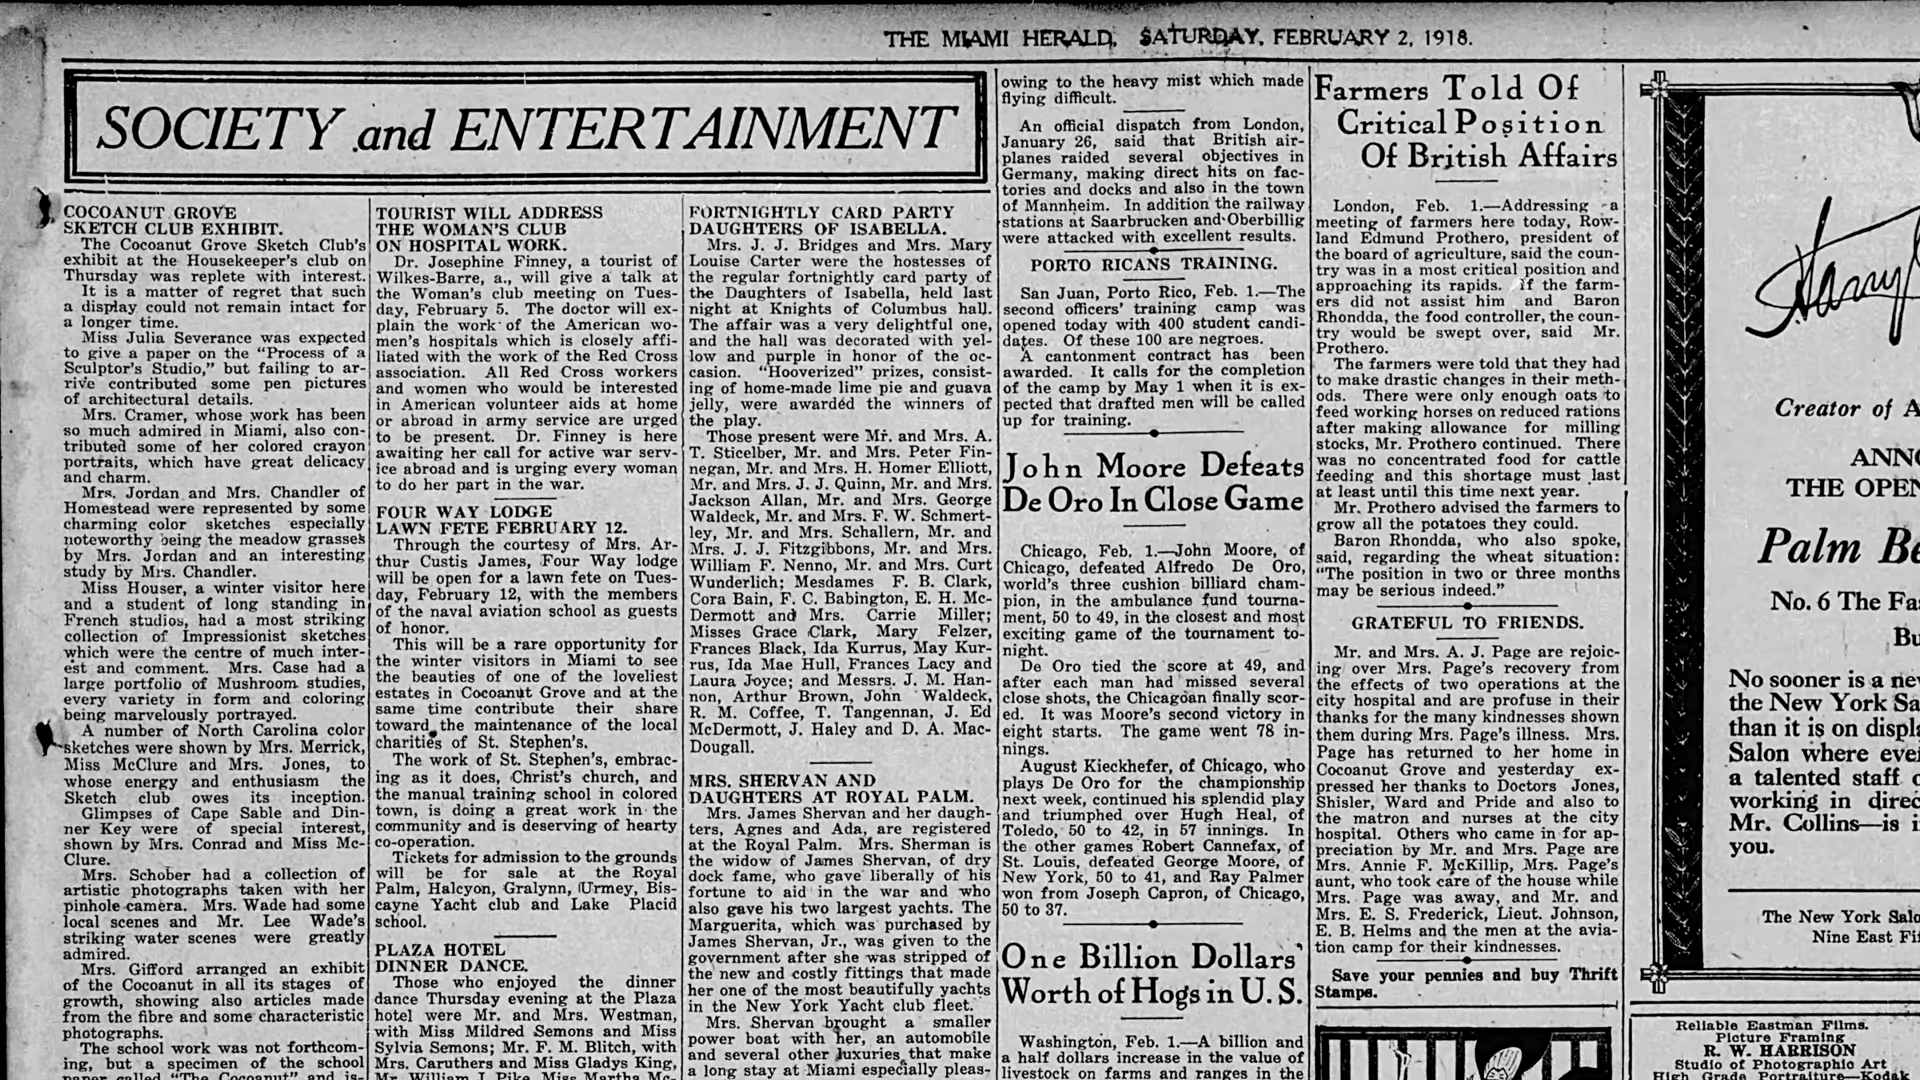 THE MIAMI HERALD, SATURDAY, FEBRUARY 2, 1918.
SOCIETY and ENTERTAINMENT
COCOANUT GROVE
SKETCH CLUB EXHIBIT.
The Cocoanut Grove Sketch Club's
exhibit at the Housekeeper's club on
Thursday was replete with interest.
It is a matter of regret that such
a display could not remain intact for
a longer time.
Miss Julia Severance was expected
to give a paper on the "Process of a
Sculptor's Studio," but failing to ar-
rive contributed some pen pictures
of architectural details.
Mrs. Cramer, whose work has been
so much admired in Miami, also con-
tributed some of her colored crayon
portraits, which have great delicacy
and charm.
Mrs. Jordan and Mrs. Chandler of
Homestead were represented by some
charming color sketches especially
noteworthy being the meadow grasses
by Mrs. Jordan and an interesting
study by Mrs. Chandler.
Miss Houser, a winter visitor here
and a student of long standing in
French studios, had a most striking
collection of Impressionist sketches
which were the centre of much inter-
est and comment. Mrs. Case had a
large portfolio of Mushroom studies,
every variety in form and coloring
being marvelously portrayed.
A number of North Carolina color
sketches were shown by Mrs. Merrick,
Miss McClure and Mrs. Jones, to
whose energy and enthusiasm the
Sketch club owes its inception.
Glimpses of Cape Sable and Din-
ner Key were of special interest,
shown by Mrs. Conrad and Miss Mc-
Clure.
Mrs. Schober had a collection of
artistic photographs taken with her
pinhole camera. Mrs. Wade had some
local scenes and Mr. Lee Wade's
striking water scenes were greatly
admired.
Mrs. Gifford arranged an exhibit
of the Cocoanut in all its stages of
growth, showing also articles made
from the fibre and some characteristic
photographs.
The school work was not forthcom-
ing, but a specimen of the school
paper called "The Cocoanut" and is-
TOURIST WILL ADDRESS
THE WOMAN'S CLUB
ON HOSPITAL WORK.
Dr. Josephine Finney, a tourist of
Wilkes-Barre, a., will give a talk at
the Woman's club meeting on Tues-
day, February 5. The doctor will ex-
plain the work of the American wo-
men's hospitals which is closely affi-
liated with the work of the Red Cross
association. All Red Cross workers
and women who would be interested
in American volunteer aids at home
or abroad in army service are urged
to be present. Dr. Finney is here
awaiting her call for active war serv-
ice abroad and is urging every woman
to do her part in the war.
FOUR WAY LODGE
LAWN FETE FEBRUARY 12.
Through the courtesy of Mrs. Ar-
thur Custis James, Four Way lodge
will be open for a lawn fete on Tues-
day, February 12, with the members
of the naval aviation school as guests
of honor.
This will be a rare opportunity for
the winter visitors in Miami to see
the beauties of one of the loveliest
estates in Cocoanut Grove and at the
same time contribute their share
toward the maintenance of the local
charities of St. Stephen's.
The work of St. Stephen's, embrac-
ing as it does, Christ's church, and
the manual training school in colored
town, is doing a great work in the
community and is deserving of hearty
co-operation.
Tickets for admission to the grounds
will be for sale at the Royal
Palm, Halcyon, Gralynn, Urmey, Bis-
cayne Yacht club and Lake Placid
school.
PLAZA HOTEL
DINNER DANCE.
Those who enjoyed the dinner
dance Thursday evening at the Plaza
hotel were Mr. and Mrs. Westman,
with Miss Mildred Semons and Miss
Sylvia Semons; Mr. F. M. Blitch, with
Mrs. Caruthers and Miss Gladys King,
Mr. William J. Pike, Miss Martha Mc-
FORTNIGHTLY CARD PARTY
DAUGHTERS OF ISABELLA.
Mrs. J. J. Bridges and Mrs. Mary
Louise Carter were the hostesses of
the regular fortnightly card party of
the Daughters of Isabella, held last
night at Knights of Columbus hall.
The affair was a very delightful one,
and the hall was decorated with yel-
low and purple in honor of the oc-
casion. "Hooverized" prizes, consist-
ing of home-made lime pie and guava
jelly, were awarded the winners of
the play.
Those present were Mr. and Mrs. A.
T. Sticelber, Mr. and Mrs. Peter Fin-
negan, Mr. and Mrs. H. Homer Elliott,
Mr. and Mrs. J. J. Quinn, Mr. and Mrs.
Jackson Allan, Mr. and Mrs. George
Waldeck, Mr. and Mrs. F. W. Schmert-
ley, Mr. and Mrs. Schallern, Mr. and
Mrs. J. J. Fitzgibbons, Mr. and Mrs.
William F. Nenno, Mr. and Mrs. Curt
Wunderlich; Mesdames F. B. Clark,
Cora Bain, F. C. Babington, E. H. Mc-
Dermott and Mrs. Carrie Miller;
Misses Grace Clark, Mary Felzer,
Frances Black, Ida Kurrus, May Kur-
rus, Ida Mae Hull, Frances Lacy and
Laura Joyce; and Messrs. J. M. Han-
non, Arthur Brown, John Waldeck,
R. M. Coffee, T. Tangennan, J. Ed
McDermott, J. Haley and D. A. Mac-
Dougall.
MRS. SHERVAN AND
DAUGHTERS AT ROYAL PALM.
Mrs. James Shervan and her daugh-
ters, Agnes and Ada, are registered
at the Royal Palm. Mrs. Sherman is
the widow of James Shervan, of dry
dock fame, who gave liberally of his
fortune to aid in the war and who
also gave his two largest yachts. The
Marguerita, which was purchased by
James Shervan, Jr., was given to the
government after she was stripped of
the new and costly fittings that made
her one of the most beautifully yachts
in the New York Yacht club fleet.
Mrs. Shervan brought a smaller
power boat with her, an automobile
and several other luxuries that make
a long stay at Miami especially pleas-
owing to the heavy mist which made
flying difficult.
An official dispatch from London,
January 26, said that British air-
planes raided several objectives in
Germany, making direct hits on fac-
tories and docks and also in the town
of Mannheim. In addition the railway
stations at Saarbrucken and Oberbillig
were attacked with excellent results.
PORTO RICANS TRAINING.
San Juan, Porto Rico, Feb. 1.—The
second officers' training camp was
opened today with 400 student candi-
dates. Of these 100 are negroes.
A cantonment contract has been
awarded. It calls for the completion
of the camp by May 1 when it is ex-
pected that drafted men will be called
up for training.
John Moore Defeats
De Oro In Close Game
Chicago, Feb. 1.—John Moore, of
Chicago, defeated Alfredo De Oro,
world's three cushion billiard cham-
pion, in the ambulance fund tourna-
ment, 50 to 49, in the closest and most
exciting game of the tournament to-
night.
De Oro tied the score at 49, and
after each man had missed several
close shots, the Chicagoan finally scor-
ed. It was Moore's second victory in
eight starts. The game went 78 in-
nings.
August Kieckhefer, of Chicago, who
plays De Oro for the championship
next week, continued his splendid play
and triumphed over Hugh Heal, of
Toledo, 50 to 42, in 57 innings. In
the other games Robert Cannefax, of
St. Louis, defeated George Moore, of
New York, 50 to 41, and Ray Palmer
won from Joseph Capron, of Chicago,
50 to 37.
One Billion Dollars'
Worth of Hogs in U. S.
Washington, Feb. 1.—A billion and
a half dollars increase in the value of
livestock on farms and ranges in the
Farmers Told Of
Critical Position
Of British Affairs
London, Feb. 1.—Addressing a
meeting of farmers here today, Row-
land Edmund Prothero, president of
the board of agriculture, said the coun-
try was in a most critical position and
approaching its rapids. If the farm-
ers did not assist him and Baron
Rhondda, the food controller, the coun-
try would be swept over, said Mr.
Prothero.
The farmers were told that they had
to make drastic changes in their meth-
ods. There were only enough oats to
feed working horses on reduced rations
after making allowance for milling
stocks, Mr. Prothero continued. There
was no concentrated food for cattle
feeding and this shortage must last
at least until this time next year.
Mr. Prothero advised the farmers to
grow all the potatoes they could.
Baron Rhondda, who also spoke,
said, regarding the wheat situation:
"The position in two or three months
may be serious indeed."
GRATEFUL TO FRIENDS.
Mr. and Mrs. A. J. Page are rejoic-
ing over Mrs. Page's recovery from
the effects of two operations at the
city hospital and are profuse in their
thanks for the many kindnesses shown
them during Mrs. Page's illness. Mrs.
Page has returned to her home in
Cocoanut Grove and yesterday ex-
pressed her thanks to Doctors Jones,
Shisler, Ward and Pride and also to
the matron and nurses at the city
hospital. Others who came in for ap-
preciation by Mr. and Mrs. Page are
Mrs. Annie F. McKillip, Mrs. Page's
aunt, who took care of the house while
Mrs. Page was away, and Mr. and
Mrs. E. S. Frederick, Lieut. Johnson,
E. B. Helms and the men at the avia-
tion camp for their kindnesses.
Save your pennies and buy Thrift
Stamps.
Harry
Creator of A
ANNO
THE OPEN
Palm Be
No. 6 The Fas
Bu
No sooner is a new
the New York Sa
than it is on displa
Salon where eve
a talented staff o
working in direc
Mr. Collins—is i
you.
The New York Salo
Nine East Fif
Reliable Eastman Films.
Picture Framing
R. W. HARRISON
Studio of Photographic Art
High Grade Portraiture—Kodak